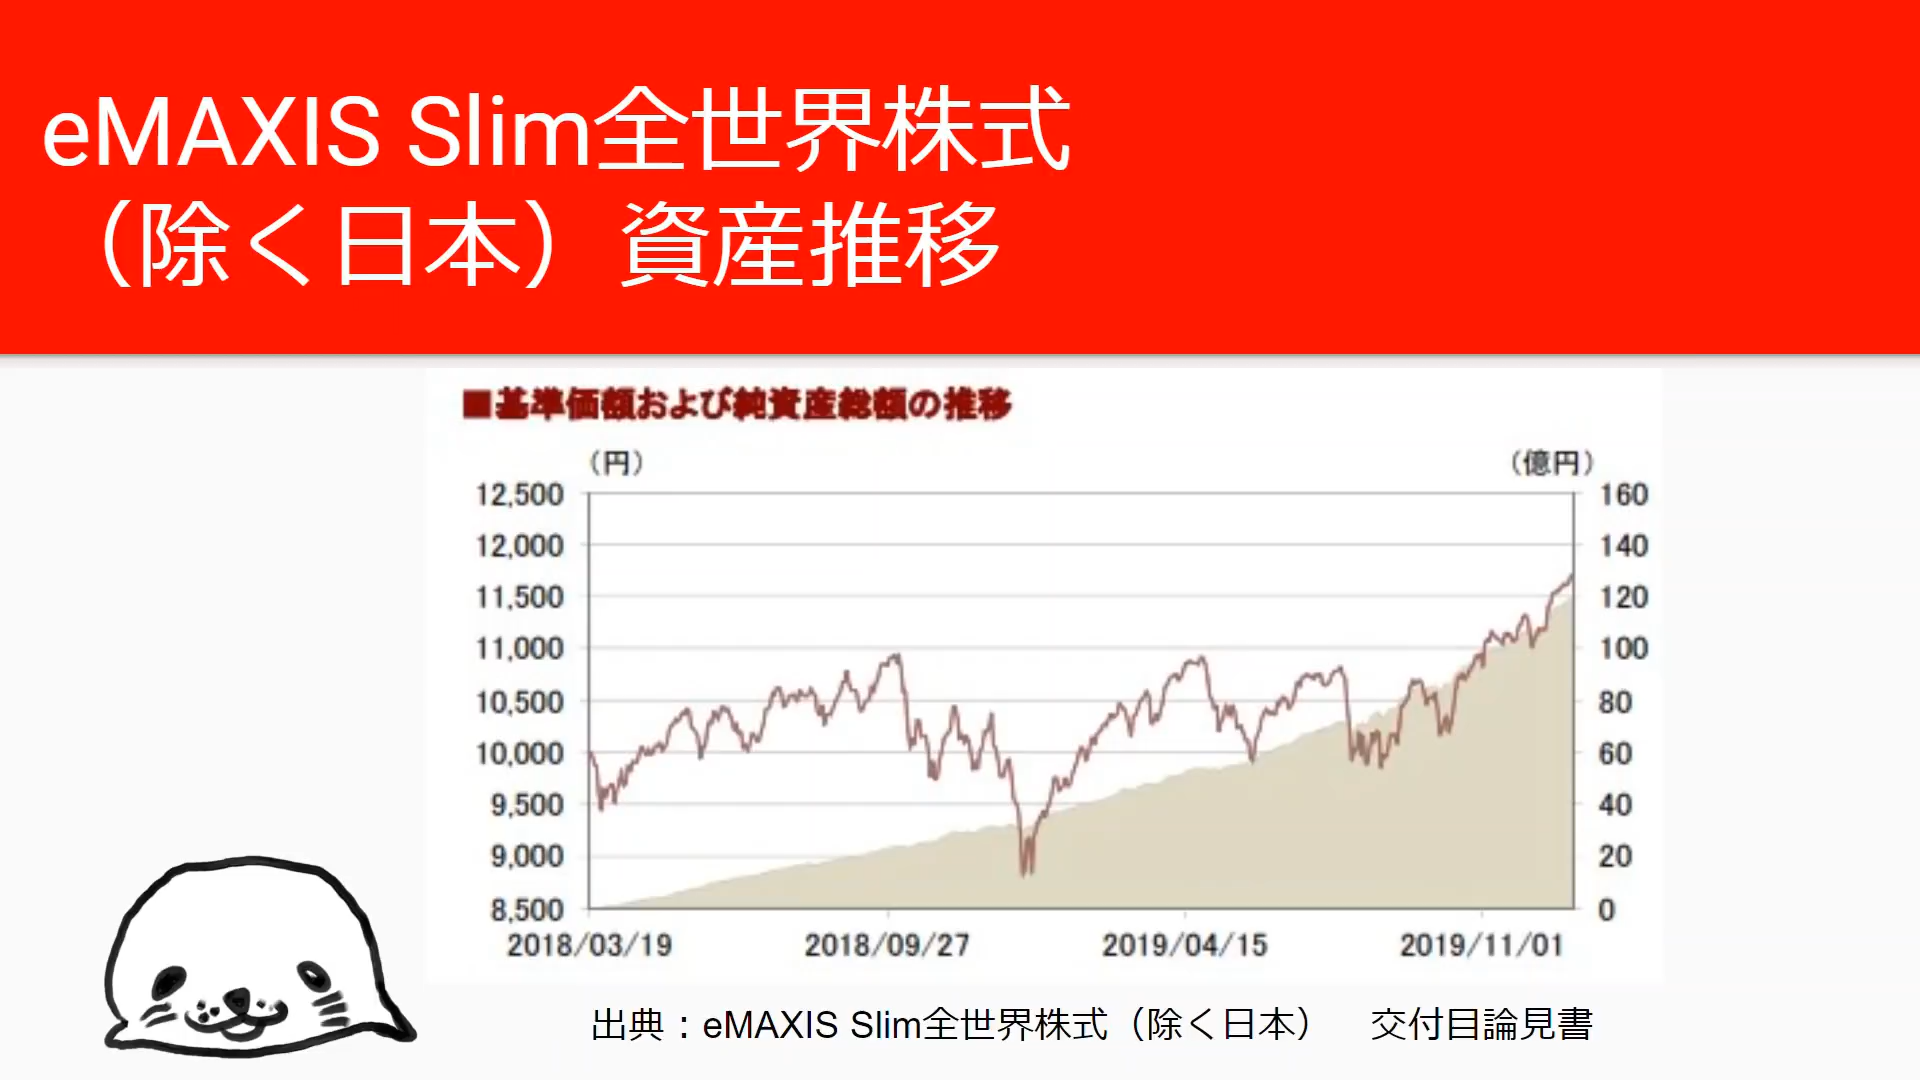 eMAXIS Slim全世界株式
（除く日本）資産推移
■基準価額および純資産総額の推移
（円） （億円）
12,500 160
12,000 140
11,500 120
11,000 100
10,500 80
10,000 60
9,500 40
9,000 20
8,500 0
2018/03/19 2018/09/27 2019/04/15 2019/11/01
出典：eMAXIS Slim全世界株式（除く日本）　交付目論見書